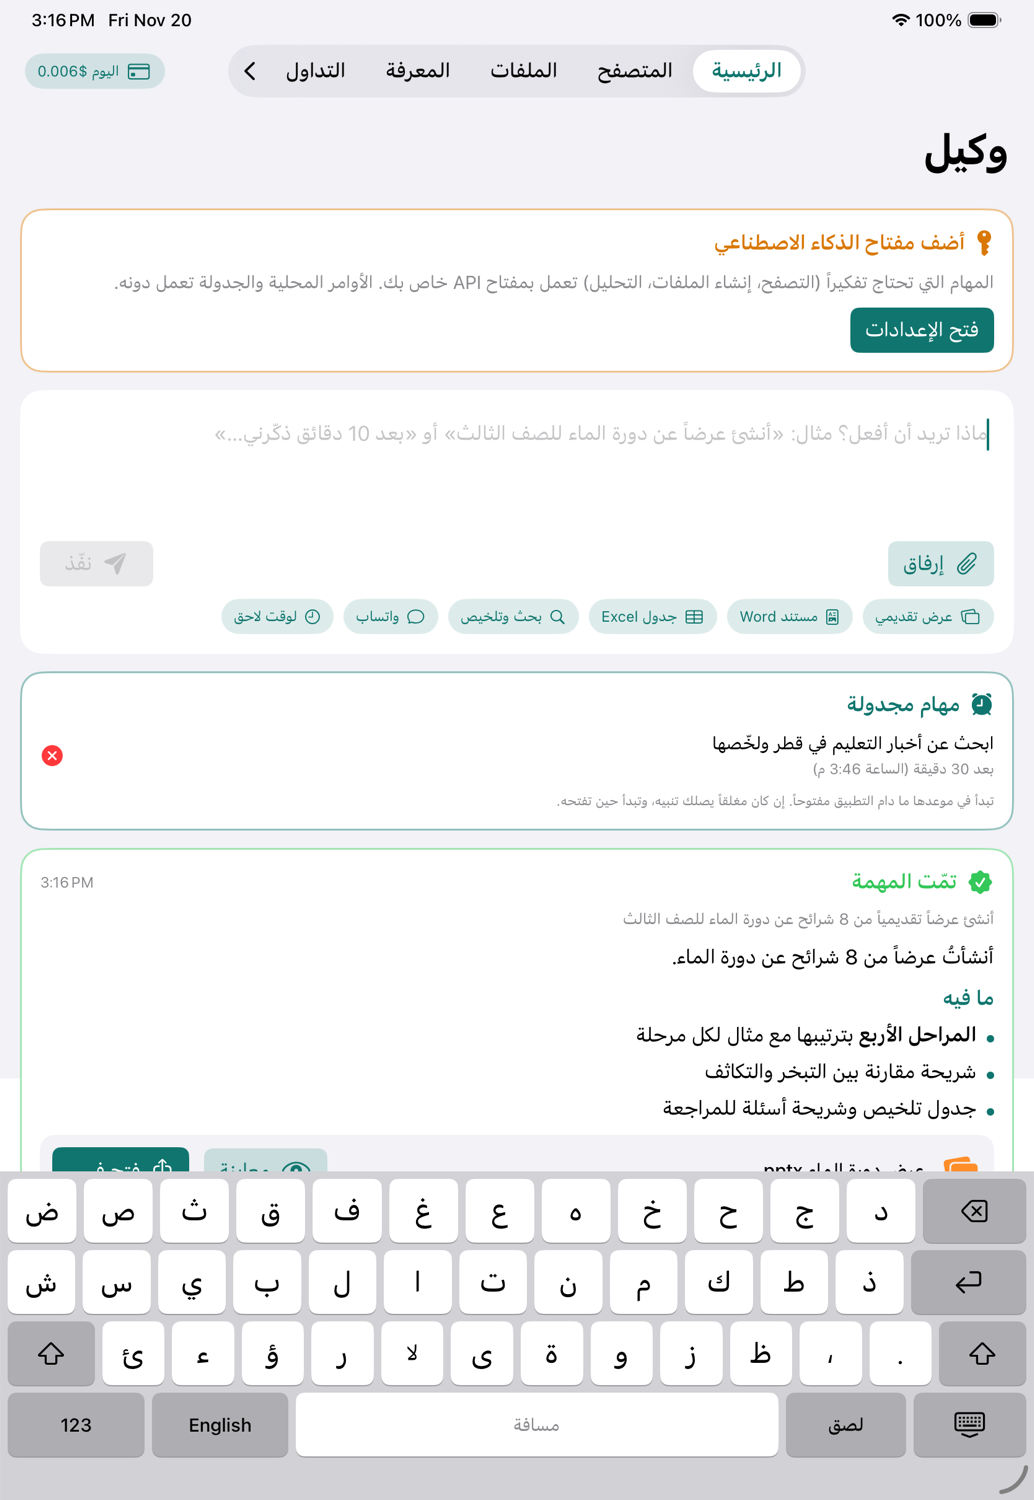 3:16 PM Fri Nov 20
100%
الرئيسية المتصفح الملفات المعرفة التداول
اليوم $0.006
وكيل
أضف مفتاح الذكاء الاصطناعي
المهام التي تحتاج تفكيراً (التصفح، إنشاء الملفات، التحليل) تعمل بمفتاح API خاص بك. الأوامر المحلية والجدولة تعمل دونه.
فتح الإعدادات
ماذا تريد أن أفعل؟ مثال: «أنشئ عرضاً عن دورة الماء للصف الثالث» أو «بعد 10 دقائق ذكّرني...»
إرفاق
نفّذ
عرض تقديمي مستند Word جدول Excel بحث وتلخيص واتساب لوقت لاحق
مهام مجدولة
ابحث عن أخبار التعليم في قطر ولخّصها
بعد 30 دقيقة (الساعة 3:46 م)
تبدأ في موعدها ما دام التطبيق مفتوحاً. إن كان مغلقاً يصلك تنبيه، وتبدأ حين تفتحه.
تمّت المهمة
3:16 PM
أنشئ عرضاً تقديمياً من 8 شرائح عن دورة الماء للصف الثالث
أنشأتُ عرضاً من 8 شرائح عن دورة الماء.
ما فيه
المراحل الأربع بترتيبها مع مثال لكل مرحلة
شريحة مقارنة بين التبخر والتكاثف
جدول تلخيص وشريحة أسئلة للمراجعة
عرض دورة الماء.pptx
معاينة
ض ص ث ق ف غ ع ه خ ح ج د
ش س ي ب ل ا ت ن م ك ط ذ
ئ ء ؤ ر لا ى ة و ز ظ ، .
123 English مسافة لصق